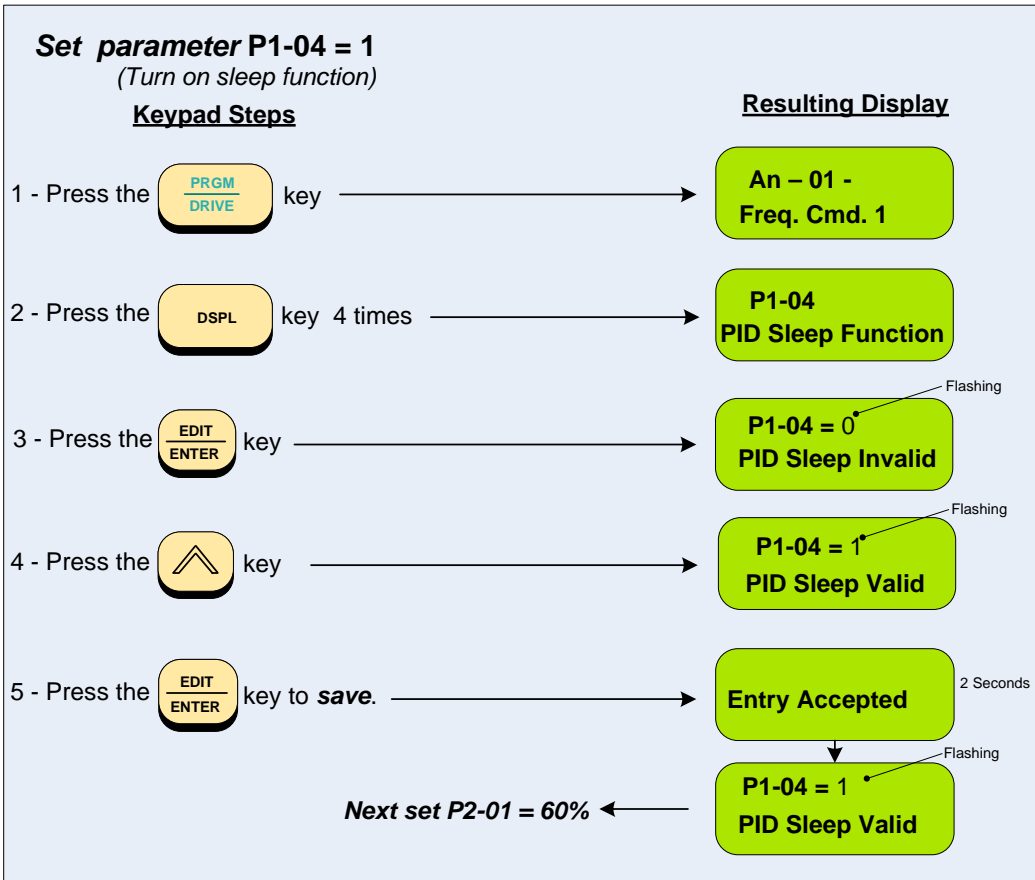 Set parameter P1-04 = 1
(Turn on sleep function)
Keypad Steps
Resulting Display
1 - Press the
PRGM
DRIVE
key
An – 01 -
Freq. Cmd. 1
2 - Press the
DSPL
key 4 times
P1-04
PID Sleep Function
3 - Press the
EDIT
ENTER
key
Flashing
P1-04 = 0
PID Sleep Invalid
4 - Press the
key
Flashing
P1-04 = 1
PID Sleep Valid
5 - Press the
EDIT
ENTER
key to save.
Entry Accepted
2 Seconds
Flashing
P1-04 = 1
PID Sleep Valid
Next set P2-01 = 60%